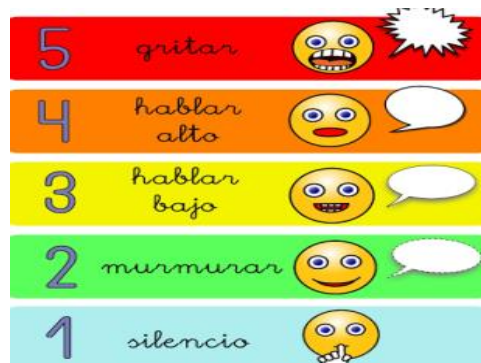 5 gritar
4 hablar
alto
3 hablar
bajo
2 murmurar
1 silencio